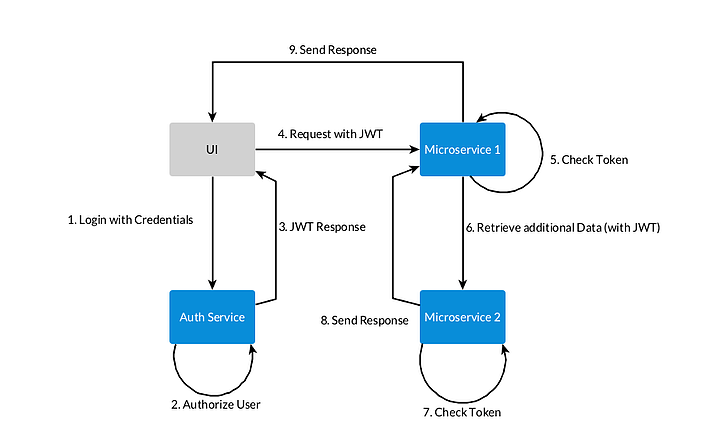 9. Send Response
UI
4. Request with JWT
Microservice 1
5. Check Token
1. Login with Credentials
3. JWT Response
6. Retrieve additional Data (with JWT)
Auth Service
8. Send Response
Microservice 2
2. Authorize User
7. Check Token